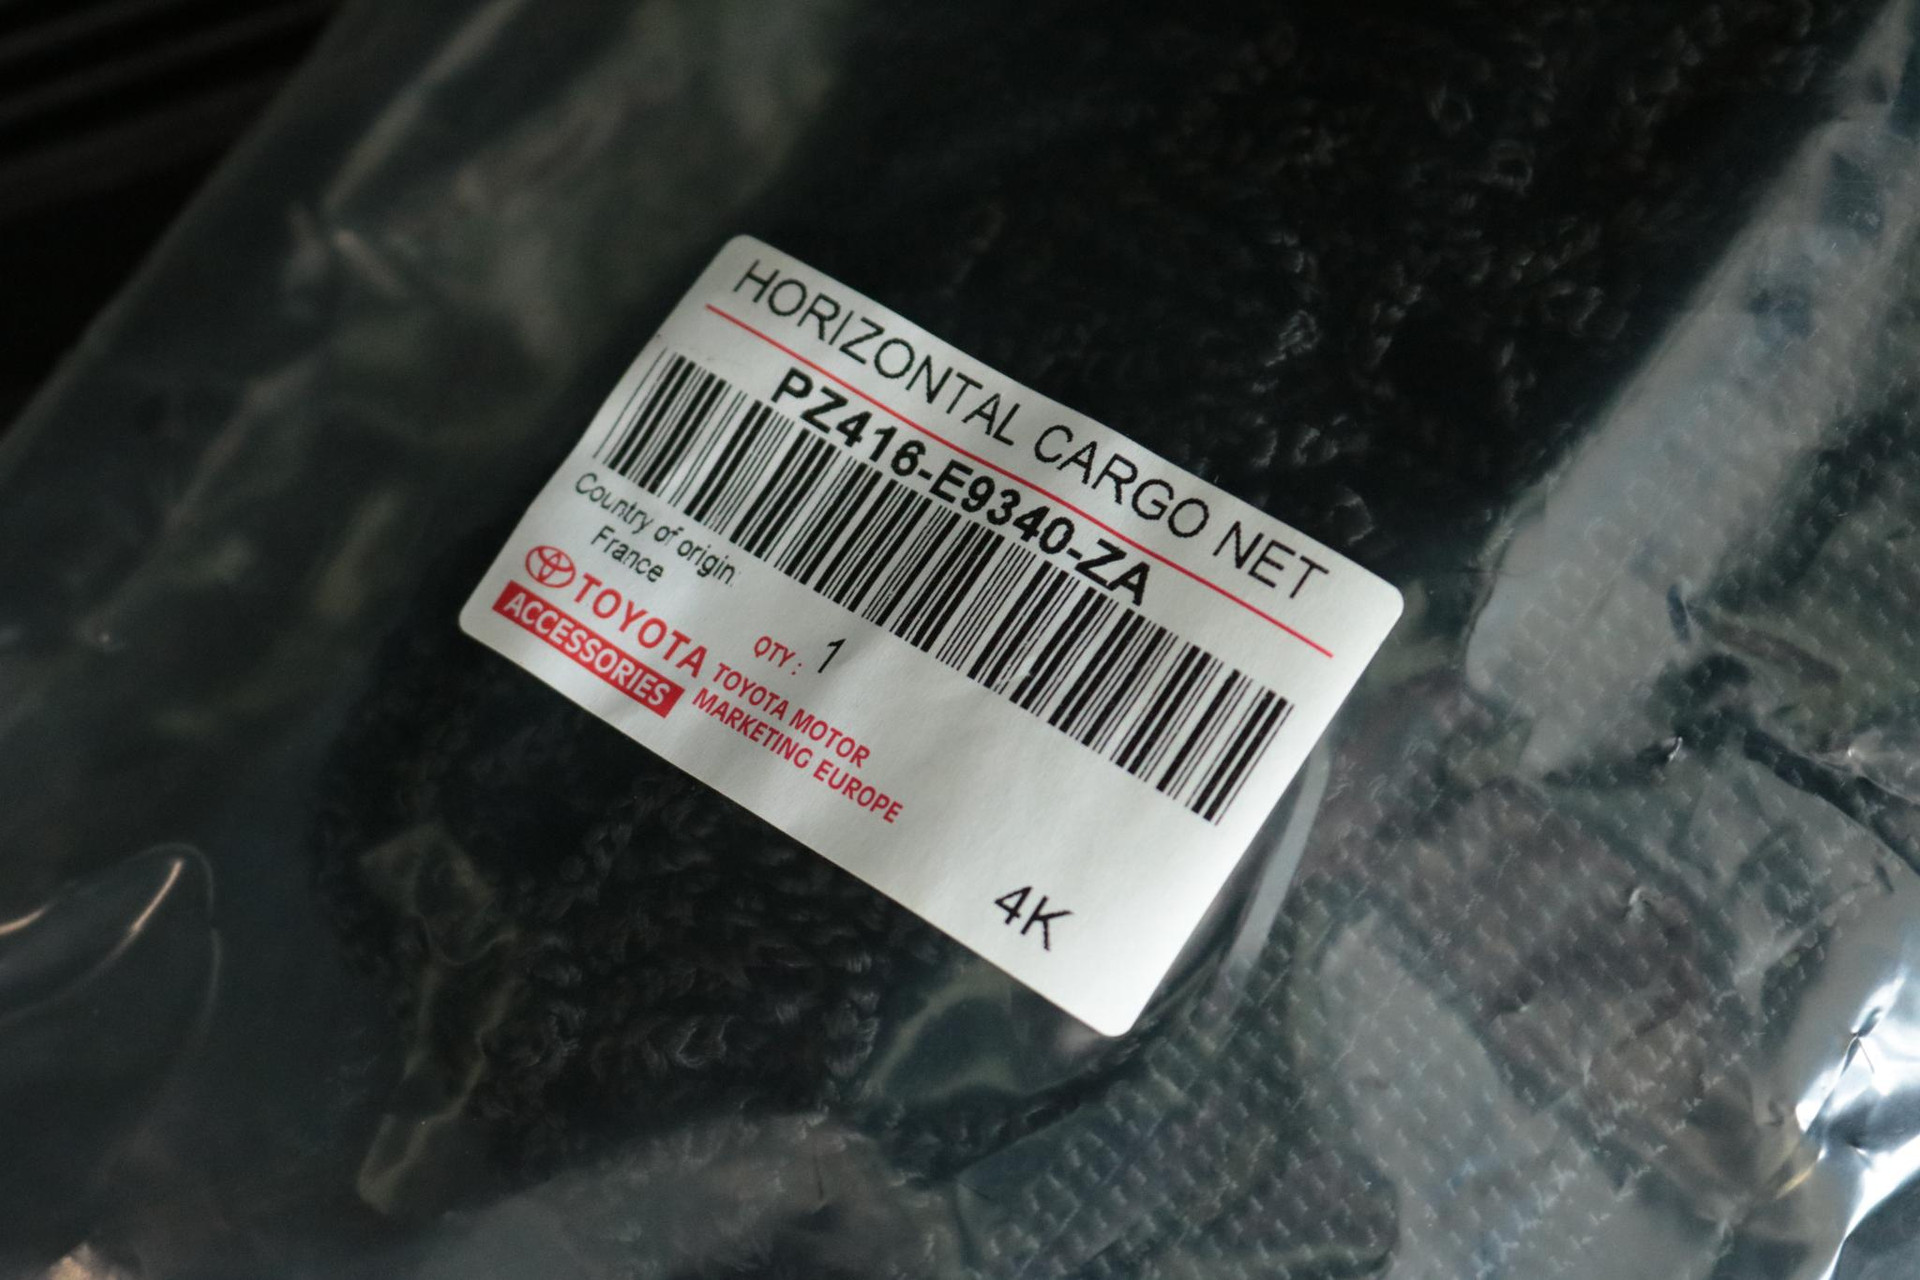 HORIZONTAL CARGO NET
PZ416-E9340-ZA
Country of origin.
France
TOYOTA
ACCESSORIES
QTY: 1
TOYOTA MOTOR
MARKETING EUROPE
4K